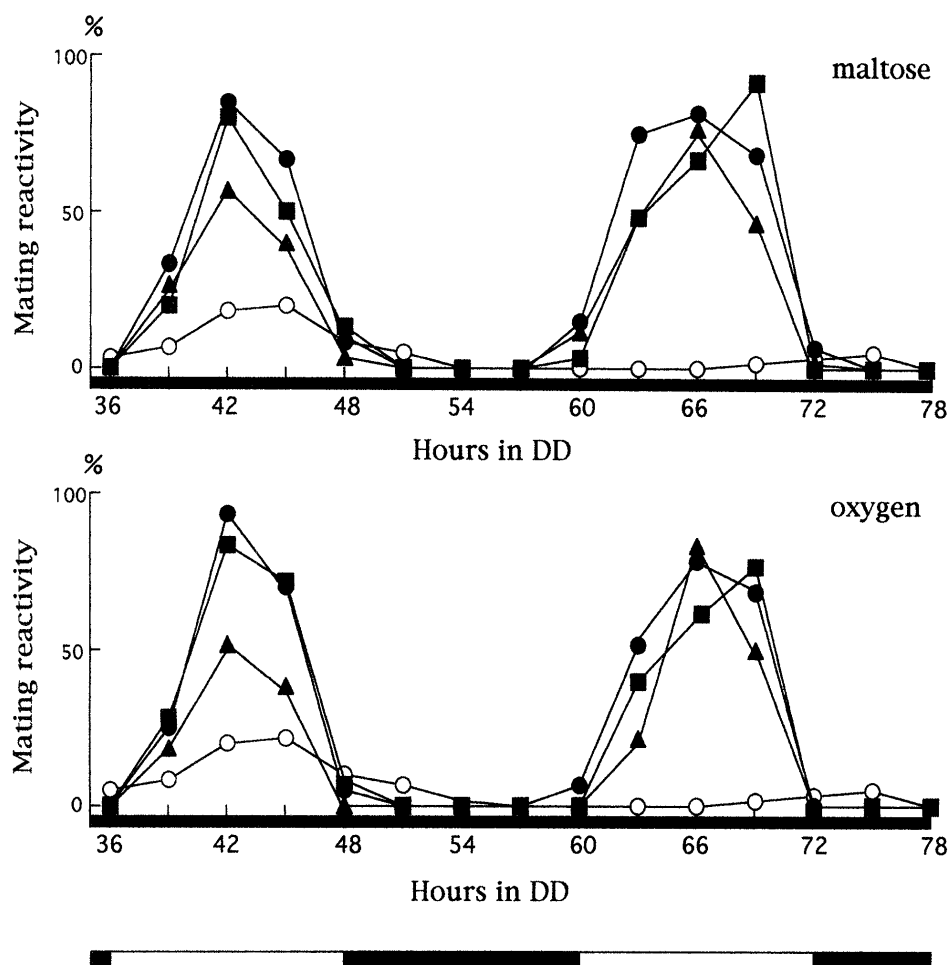 %
100
maltose
Mating reactivity
50
0
36 42 48 54 60 66 72 78
Hours in DD
%
100
oxygen
Mating reactivity
50
0
36 42 48 54 60 66 72 78
Hours in DD